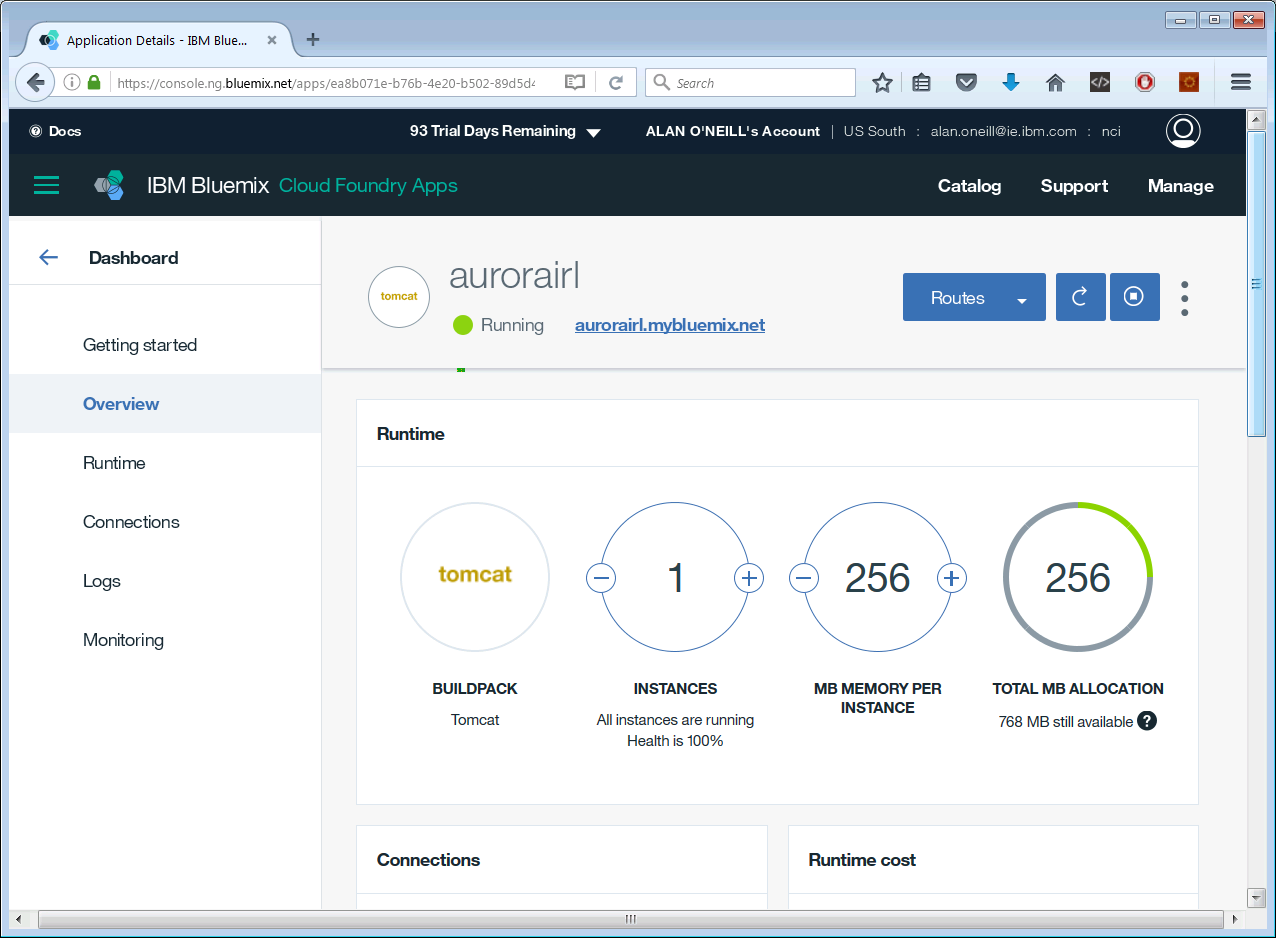 Application Details - IBM Blue...
https://console.ng.bluemix.net/apps/ea8b071e-b76b-4e20-b502-89d5d4
Search
Docs
93 Trial Days Remaining
ALAN O'NEILL's Account | US South : alan.oneill@ie.ibm.com : nci
IBM Bluemix Cloud Foundry Apps
Catalog Support Manage
Dashboard
Getting started
Overview
Runtime
Connections
Logs
Monitoring
tomcat
aurorairl
Running aurorairl.mybluemix.net
Routes
Runtime
tomcat
BUILDPACK
Tomcat
1
INSTANCES
All instances are running
Health is 100%
256
MB MEMORY PER
INSTANCE
256
TOTAL MB ALLOCATION
768 MB still available ?
Connections
Runtime cost